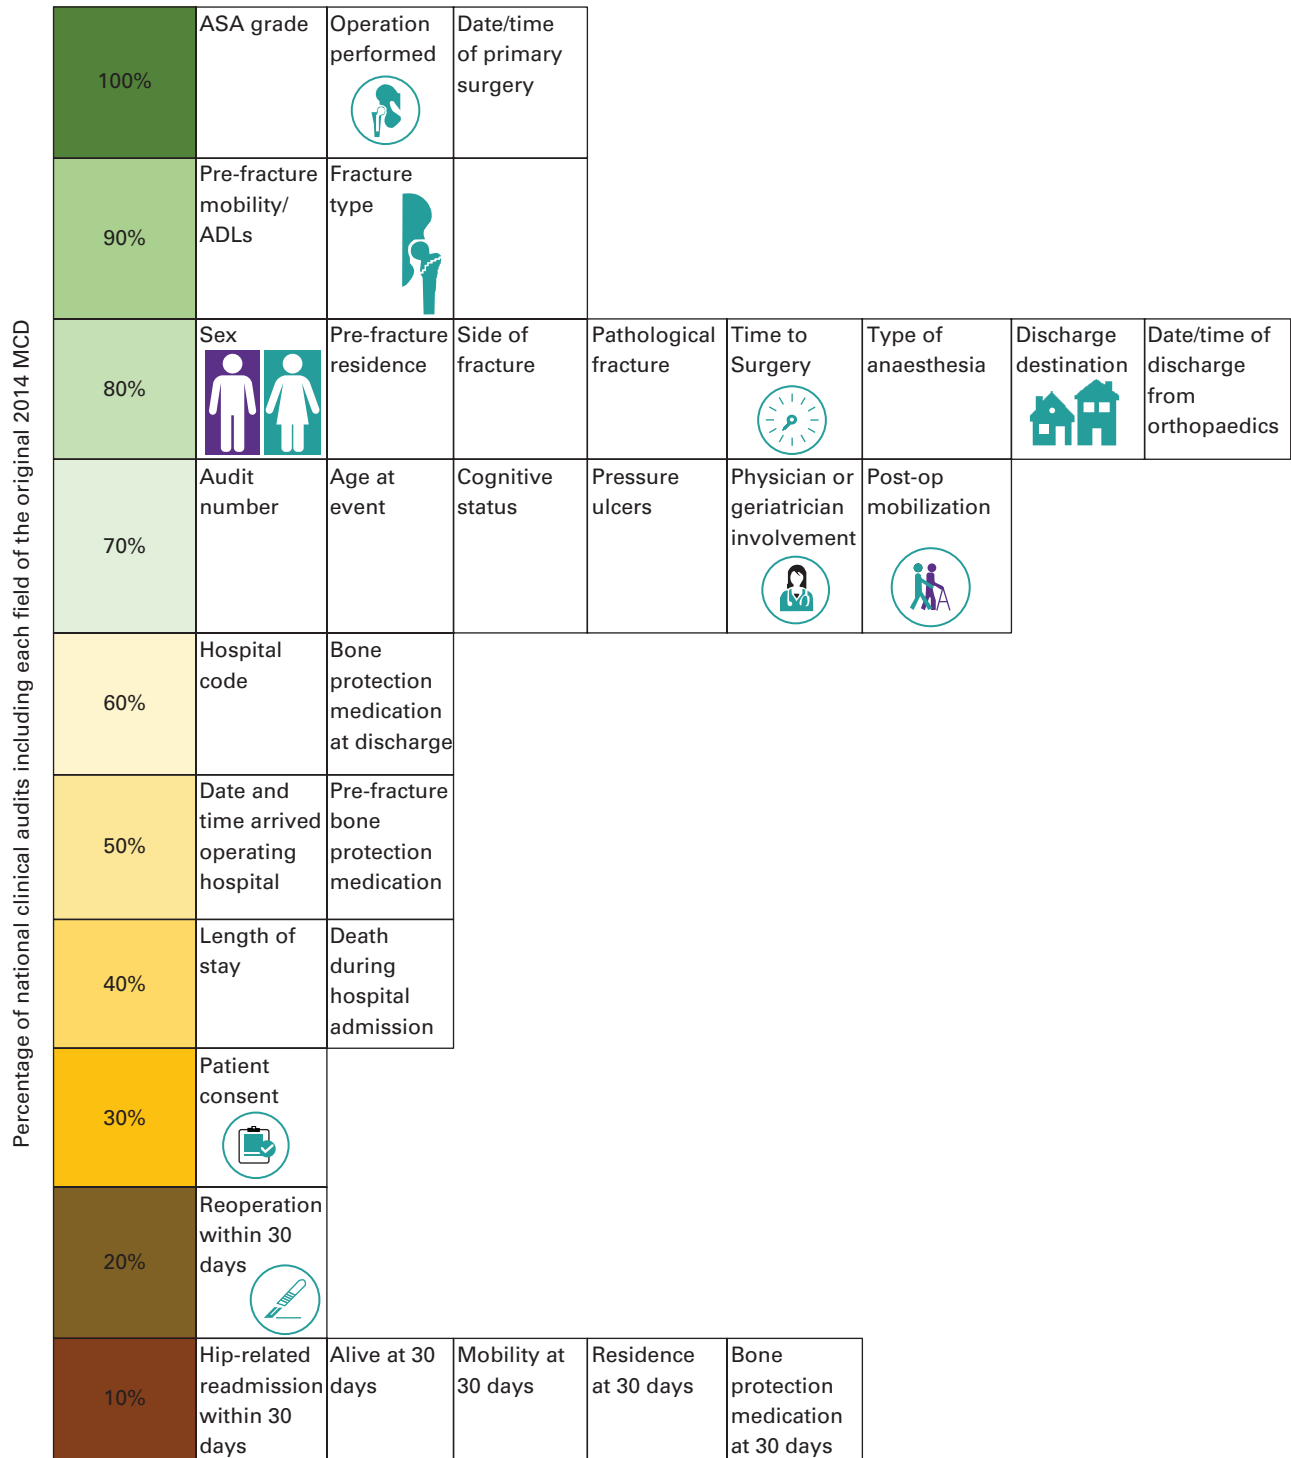 Percentage of national clinical audits including each field of the original 2014 MCD
100%
ASA grade
Operation
performed
Date/time
of primary
surgery
90%
Pre-fracture
mobility/
ADLs
Fracture
type
80%
Sex
Pre-fracture
residence
Side of
fracture
Pathological
fracture
Time to
Surgery
Type of
anaesthesia
Discharge
destination
Date/time of
discharge
from
orthopaedics
70%
Audit
number
Age at
event
Cognitive
status
Pressure
ulcers
Physician or
geriatrician
involvement
Post-op
mobilization
60%
Hospital
code
Bone
protection
medication
at discharge
50%
Date and
time arrived
operating
hospital
Pre-fracture
bone
protection
medication
40%
Length of
stay
Death
during
hospital
admission
30%
Patient
consent
20%
Reoperation
within 30
days
10%
Hip-related
readmission
within 30
days
Alive at 30
days
Mobility at
30 days
Residence
at 30 days
Bone
protection
medication
at 30 days